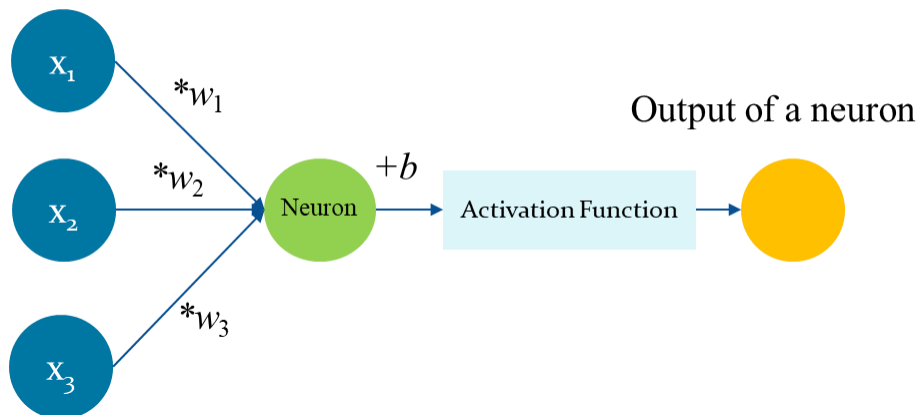 x₁
*w₁
Output of a neuron
*w₂
+b
x₂
Neuron
Activation Function
*w₃
x₃